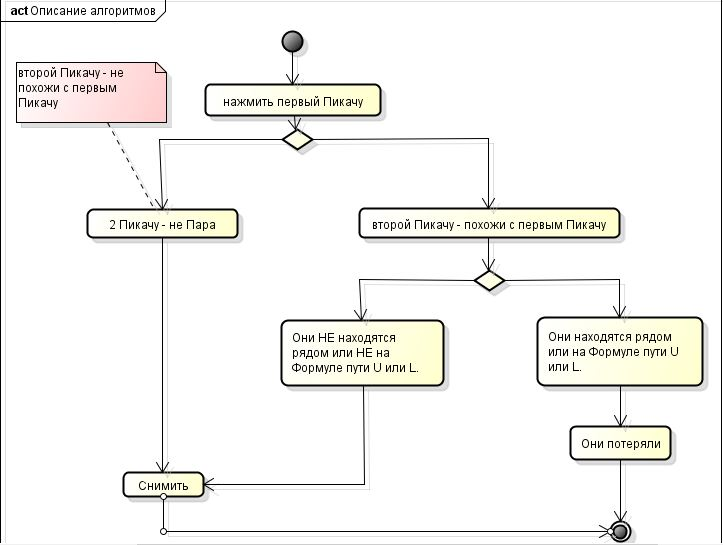 act Описание алгоритмов
второй Пикачу - не
похожи с первым
Пикачу
нажмить первый Пикачу
2 Пикачу - не Пара
второй Пикачу - похожи с первым Пикачу
Они НЕ находятся
рядом или НЕ на
Формуле пути U или L.
Они находятся рядом
или на Формуле пути U
или L.
Они потеряли
Снимить